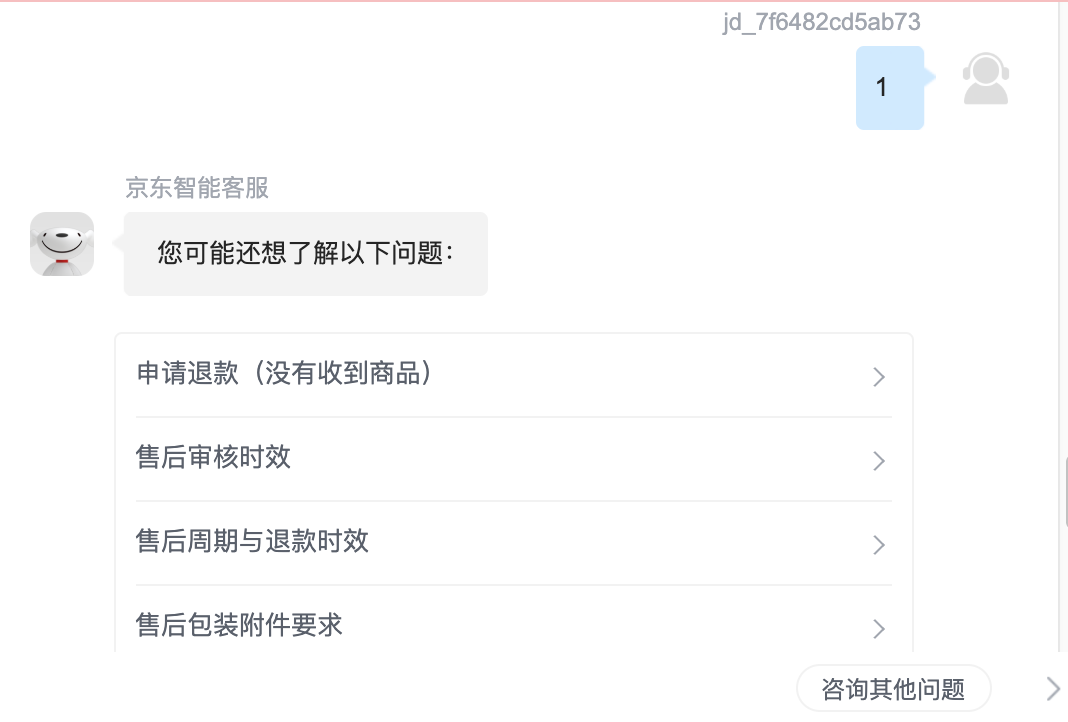 jd_7f6482cd5ab73
1
京东智能客服
您可能还想了解以下问题：
申请退款（没有收到商品）
售后审核时效
售后周期与退款时效
售后包装附件要求
咨询其他问题